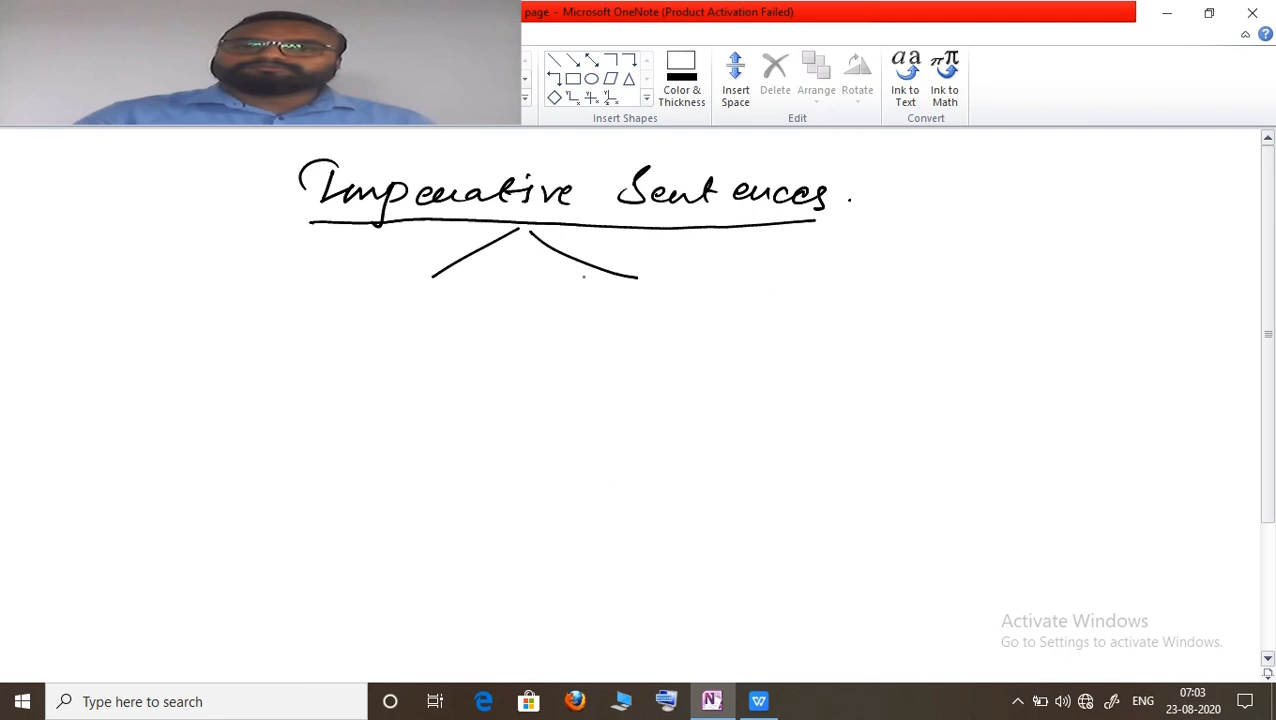 page - Microsoft OneNote (Product Activation Failed)
Color & Thickness
Insert Space
Delete
Arrange
Rotate
Ink to Text
Ink to Math
Insert Shapes
Edit
Convert
Imperative Sentences.
Activate Windows
Go to Settings to activate Windows.
Type here to search
ENG
07:03
23-08-2020